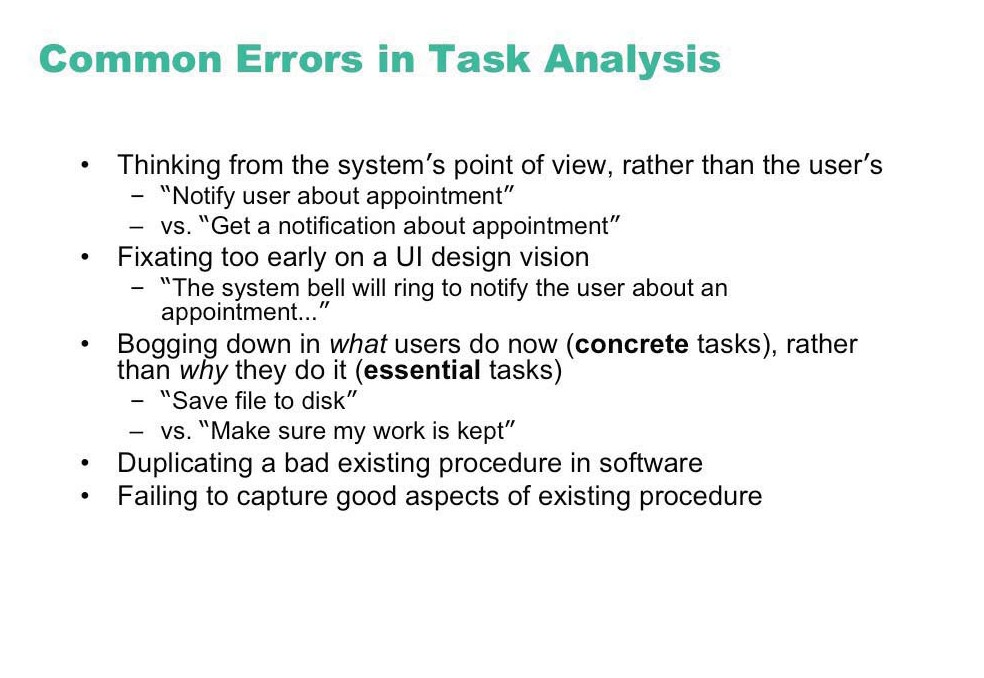 Common Errors in Task Analysis
• Thinking from the system′s point of view, rather than the user′s
– “Notify user about appointment”
– vs. “Get a notification about appointment”
• Fixating too early on a UI design vision
– “The system bell will ring to notify the user about an
appointment...”
• Bogging down in what users do now (concrete tasks), rather
than why they do it (essential tasks)
– “Save file to disk”
– vs. “Make sure my work is kept”
• Duplicating a bad existing procedure in software
• Failing to capture good aspects of existing procedure